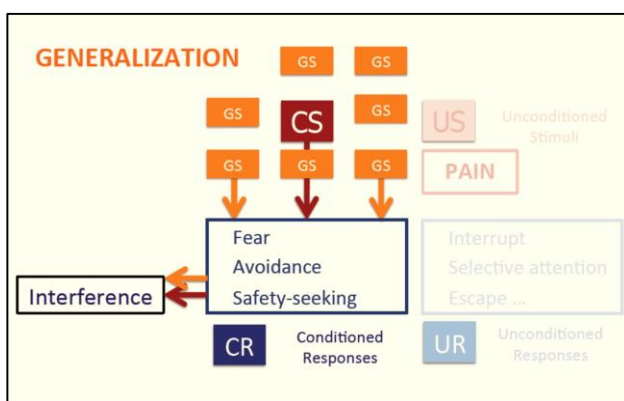 GENERALIZATION
GS GS
GS CS GS
US Unconditioned
Stimuli
GS GS GS
PAIN
Fear
Avoidance
Safety-seeking
Interrupt
Selective attention
Escape ...
Interference
CR Conditioned
Responses
UR Unconditioned
Responses